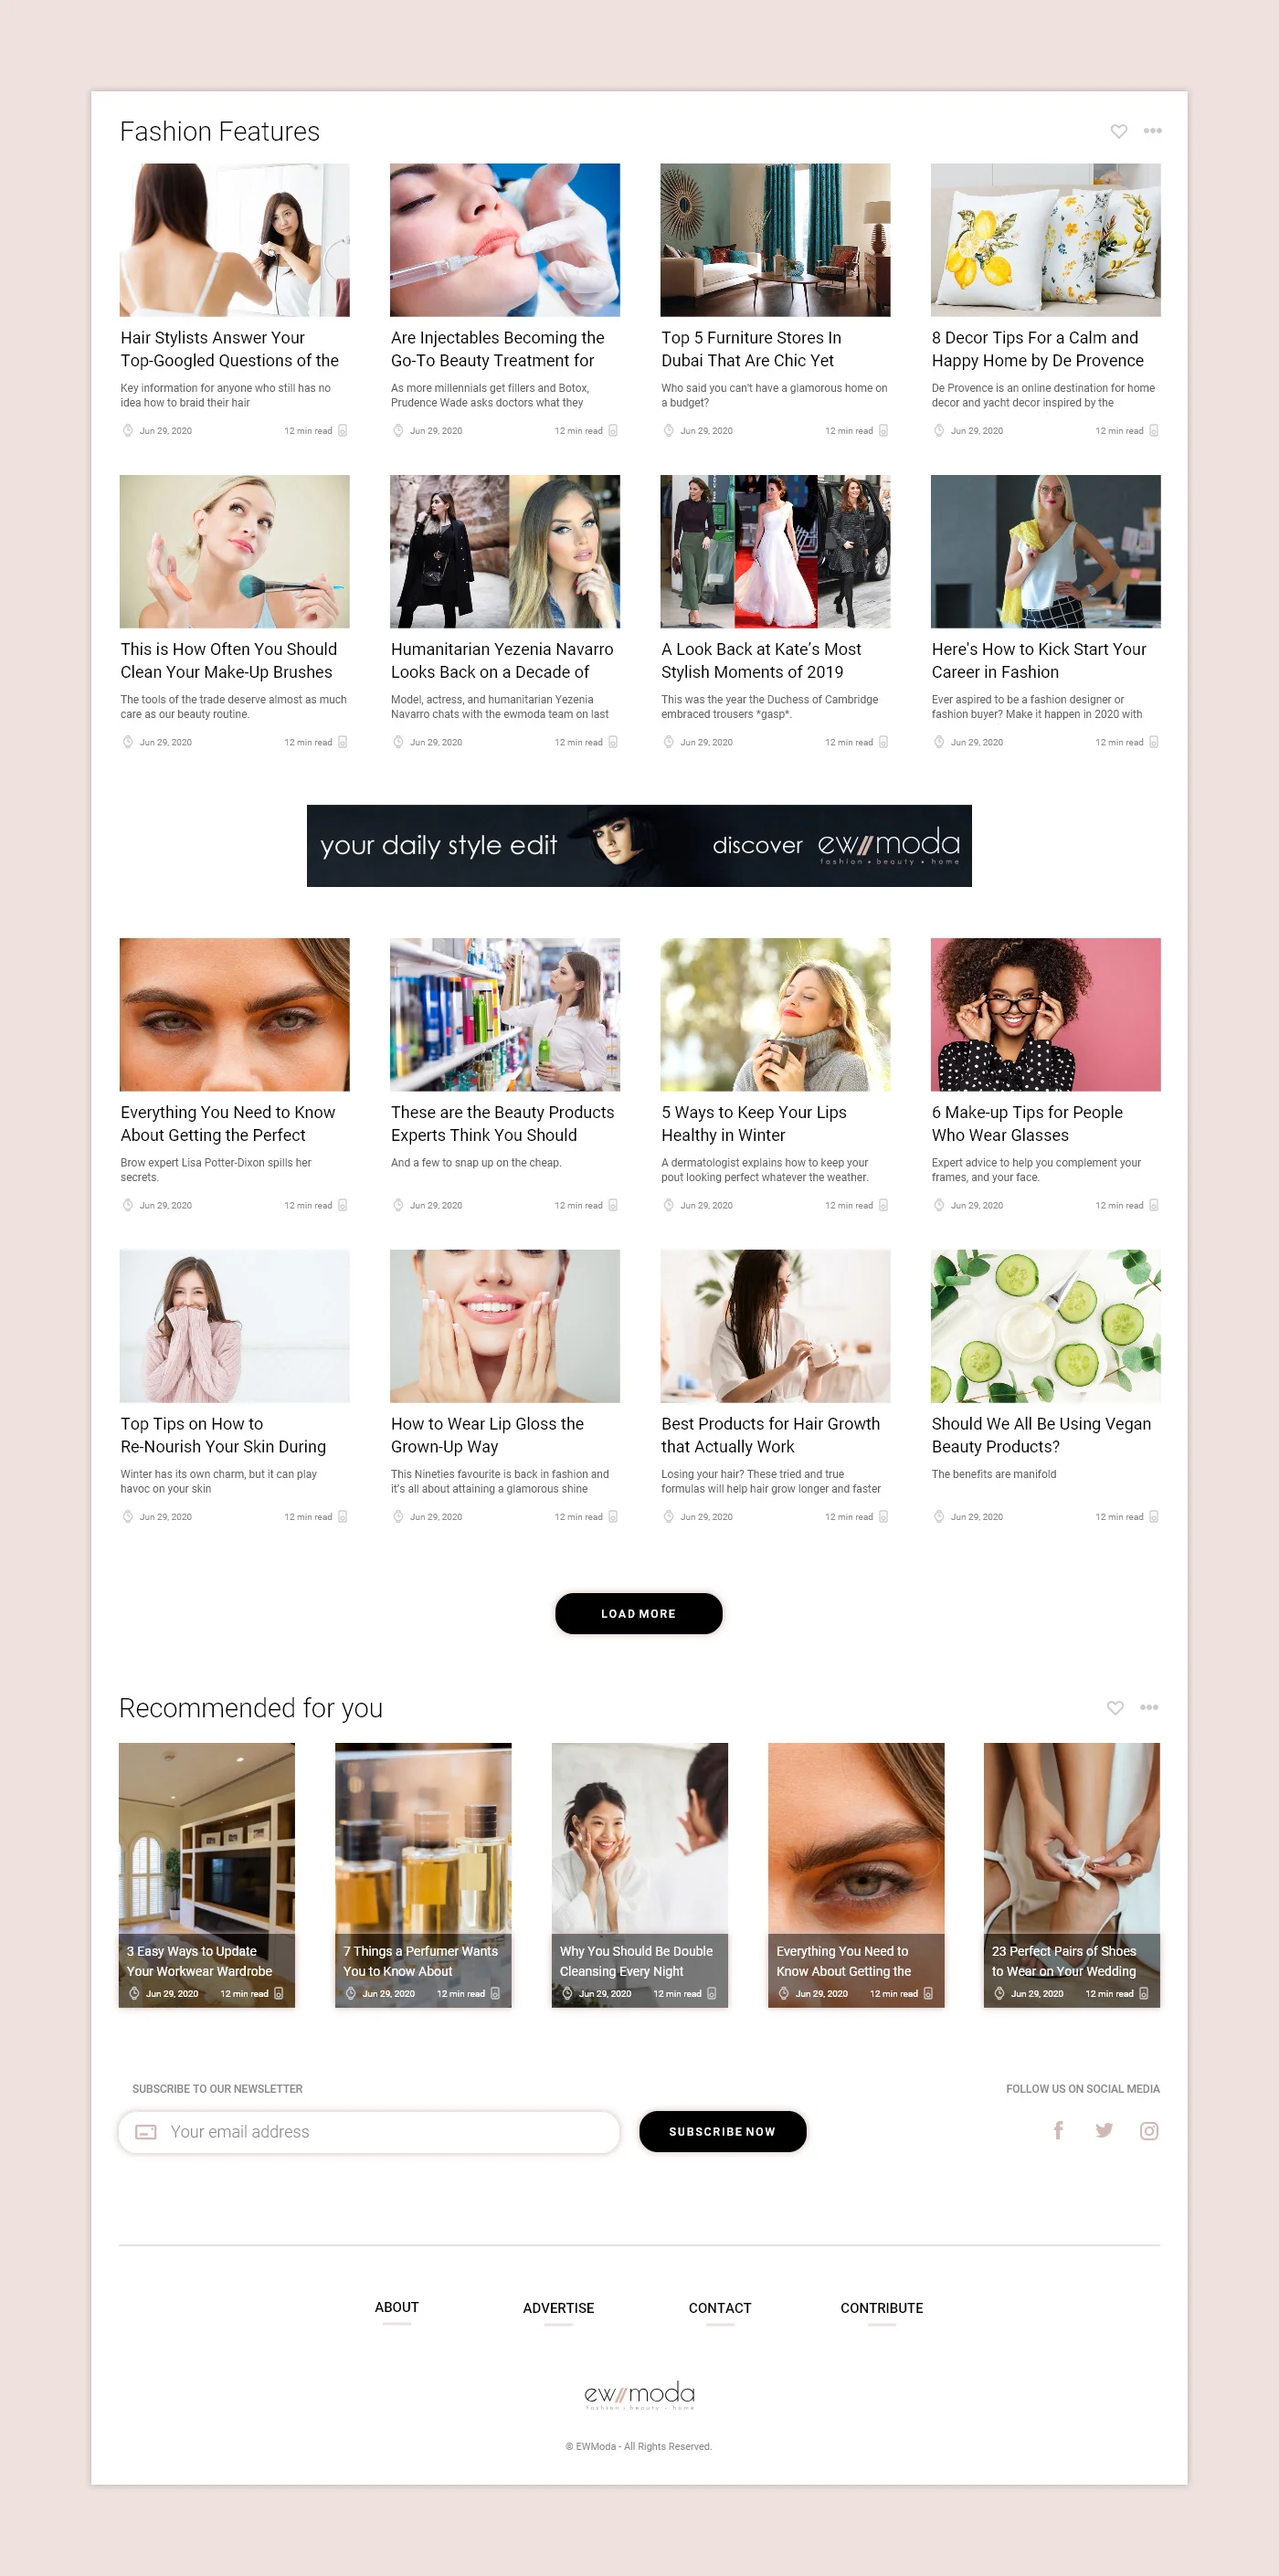 Fashion Features
Hair Stylists Answer Your
Top-Googled Questions of the
Key information for anyone who still has no
idea how to braid their hair
Jun 29, 2020 12 min read
Are Injectables Becoming the
Go-To Beauty Treatment for
As more millennials get fillers and Botox,
Prudence Wade asks doctors what they
Jun 29, 2020 12 min read
Top 5 Furniture Stores In
Dubai That Are Chic Yet
Who said you can't have a glamorous home on
a budget?
Jun 29, 2020 12 min read
8 Decor Tips For a Calm and
Happy Home by De Provence
De Provence is an online destination for home
decor and yacht decor inspired by the
Jun 29, 2020 12 min read
This is How Often You Should
Clean Your Make-Up Brushes
The tools of the trade deserve almost as much
care as our beauty routine.
Jun 29, 2020 12 min read
Humanitarian Yezenia Navarro
Looks Back on a Decade of
Model, actress, and humanitarian Yezenia
Navarro chats with the ewmoda team on last
Jun 29, 2020 12 min read
A Look Back at Kate's Most
Stylish Moments of 2019
This was the year the Duchess of Cambridge
embraced trousers *gasp*.
Jun 29, 2020 12 min read
Here's How to Kick Start Your
Career in Fashion
Ever aspired to be a fashion designer or
fashion buyer? Make it happen in 2020 with
Jun 29, 2020 12 min read
your daily style edit discover ew//moda
fashion • beauty • home
Everything You Need to Know
About Getting the Perfect
Brow expert Lisa Potter-Dixon spills her
secrets.
Jun 29, 2020 12 min read
These are the Beauty Products
Experts Think You Should
And a few to snap up on the cheap.
Jun 29, 2020 12 min read
5 Ways to Keep Your Lips
Healthy in Winter
A dermatologist explains how to keep your
pout looking perfect whatever the weather.
Jun 29, 2020 12 min read
6 Make-up Tips for People
Who Wear Glasses
Expert advice to help you complement your
frames, and your face.
Jun 29, 2020 12 min read
Top Tips on How to
Re-Nourish Your Skin During
Winter has its own charm, but it can play
havoc on your skin
Jun 29, 2020 12 min read
How to Wear Lip Gloss the
Grown-Up Way
This Nineties favourite is back in fashion and
it's all about attaining a glamorous shine
Jun 29, 2020 12 min read
Best Products for Hair Growth
that Actually Work
Losing your hair? These tried and true
formulas will help hair grow longer and faster
Jun 29, 2020 12 min read
Should We All Be Using Vegan
Beauty Products?
The benefits are manifold
Jun 29, 2020 12 min read
LOAD MORE
Recommended for you
3 Easy Ways to Update
Your Workwear Wardrobe
Jun 29, 2020 12 min read
7 Things a Perfumer Wants
You to Know About
Jun 29, 2020 12 min read
Why You Should Be Double
Cleansing Every Night
Jun 29, 2020 12 min read
Everything You Need to
Know About Getting the
Jun 29, 2020 12 min read
23 Perfect Pairs of Shoes
to Wear on Your Wedding
Jun 29, 2020 12 min read
SUBSCRIBE TO OUR NEWSLETTER
Your email address
SUBSCRIBE NOW
FOLLOW US ON SOCIAL MEDIA
ABOUT ADVERTISE CONTACT CONTRIBUTE
ew//moda
fashion • beauty • home
© EWModa - All Rights Reserved.